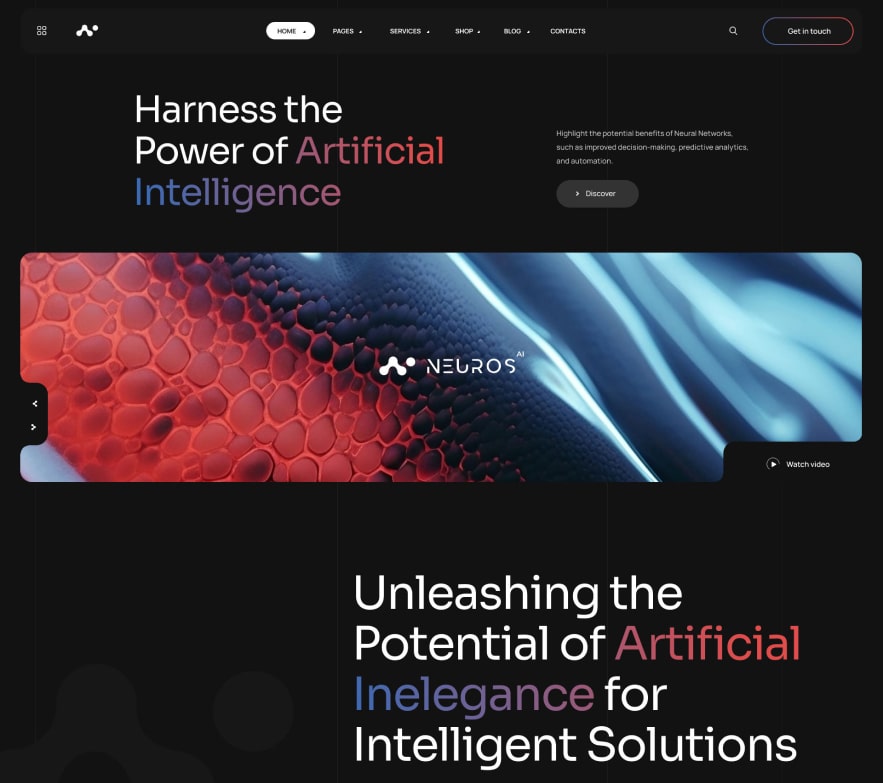 HOME PAGES SERVICES SHOP BLOG CONTACTS Get in touch
Harness the
Power of Artificial
Intelligence
Highlight the potential benefits of Neural Networks,
such as improved decision-making, predictive analytics,
and automation.
Discover
NEUROS AI
Watch video
Unleashing the
Potential of Artificial
Inelegance for
Intelligent Solutions